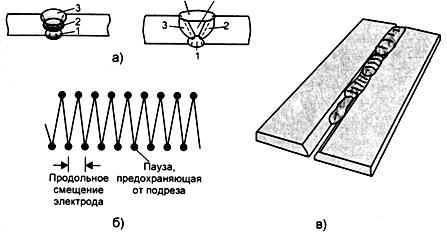 3
2
1
3
2
1
а)
Продольное
смещение
электрода
Пауза,
предохраняющая
от подреза
б)
в)